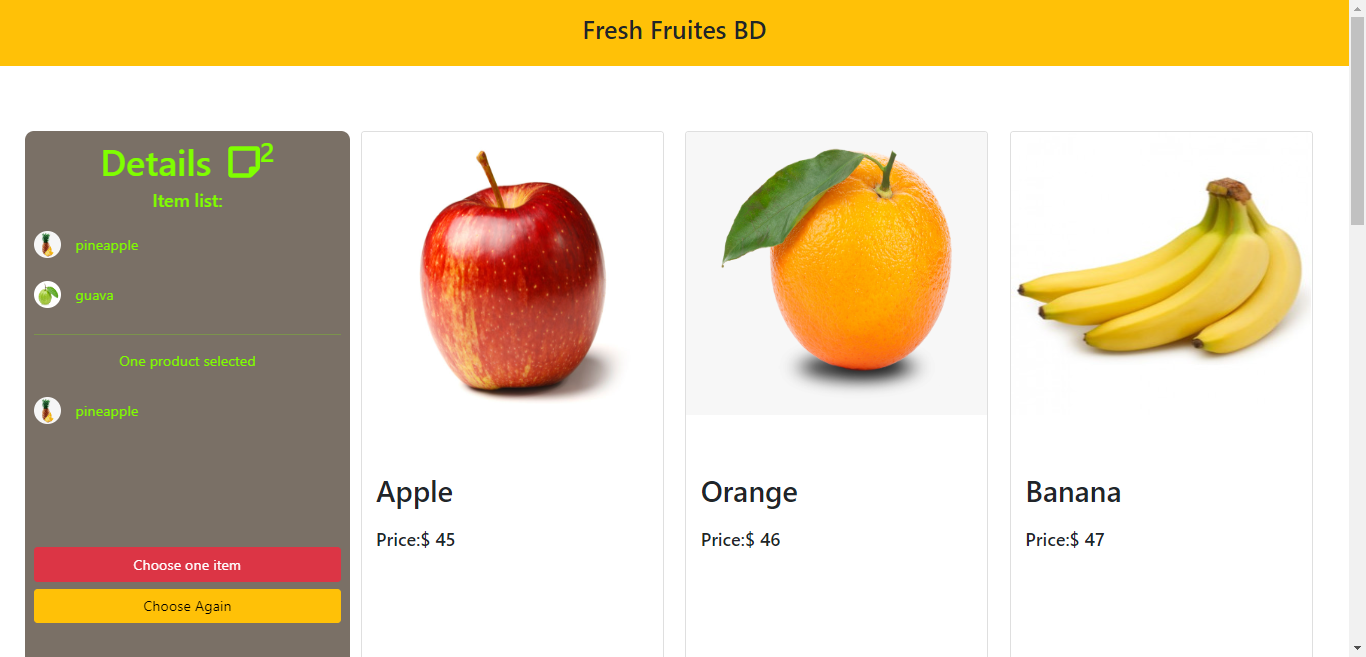 Fresh Fruites BD
Details 2
Item list:
pineapple
guava
One product selected
pineapple
Choose one item
Choose Again
Apple
Price:$ 45
Orange
Price:$ 46
Banana
Price:$ 47